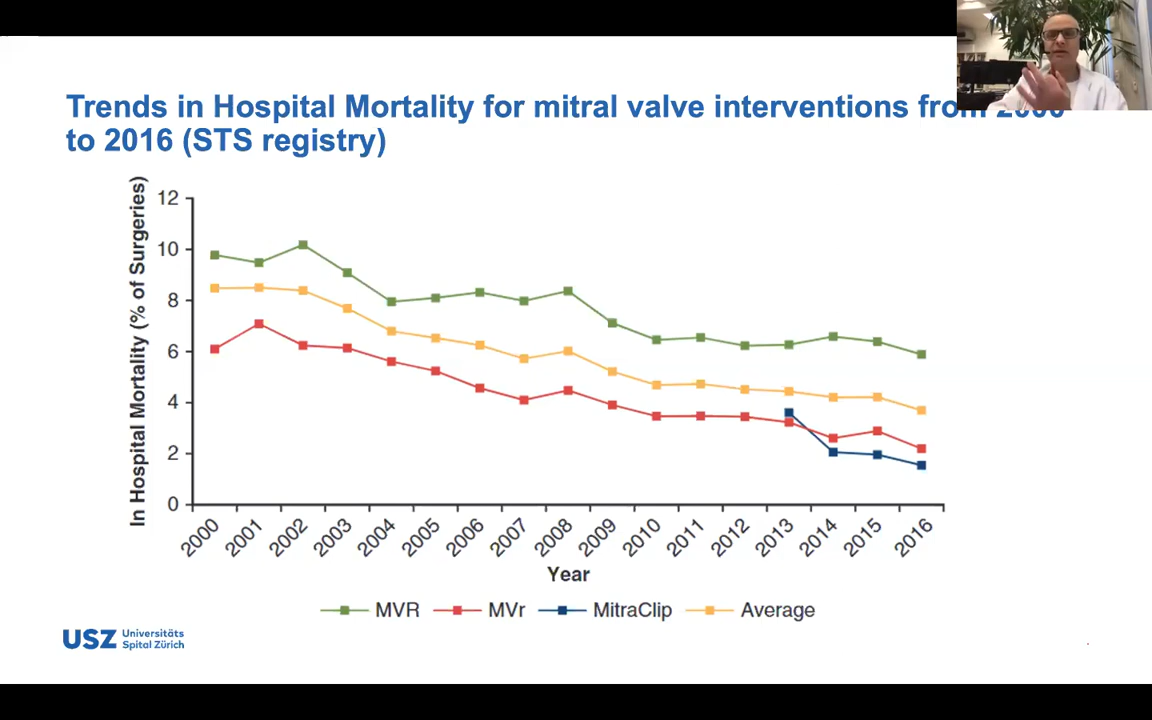 Trends in Hospital Mortality for mitral valve interventions from 2000
to 2016 (STS registry)
In Hospital Mortality (% of Surgeries)
12
10
8
6
4
2
0
2000 2001 2002 2003 2004 2005 2006 2007 2008 2009 2010 2011 2012 2013 2014 2015 2016
Year
MVR MVr MitraClip Average
USZ Universitäts
Spital Zürich